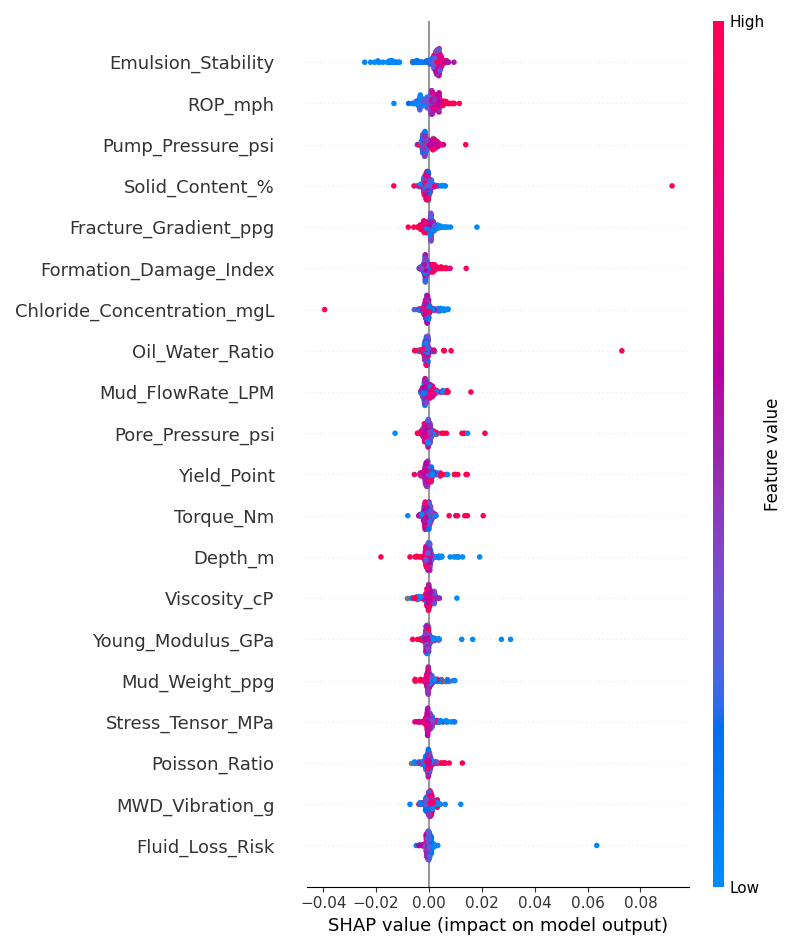 High
Emulsion_Stability
ROP_mph
Pump_Pressure_psi
Solid_Content_%
Fracture_Gradient_ppg
Formation_Damage_Index
Chloride_Concentration_mgL
Oil_Water_Ratio
Mud_FlowRate_LPM
Pore_Pressure_psi
Yield_Point
Torque_Nm
Depth_m
Viscosity_cP
Young_Modulus_GPa
Mud_Weight_ppg
Stress_Tensor_MPa
Poisson_Ratio
MWD_Vibration_g
Fluid_Loss_Risk
Feature value
Low
−0.04 −0.02 0.00 0.02 0.04 0.06 0.08
SHAP value (impact on model output)